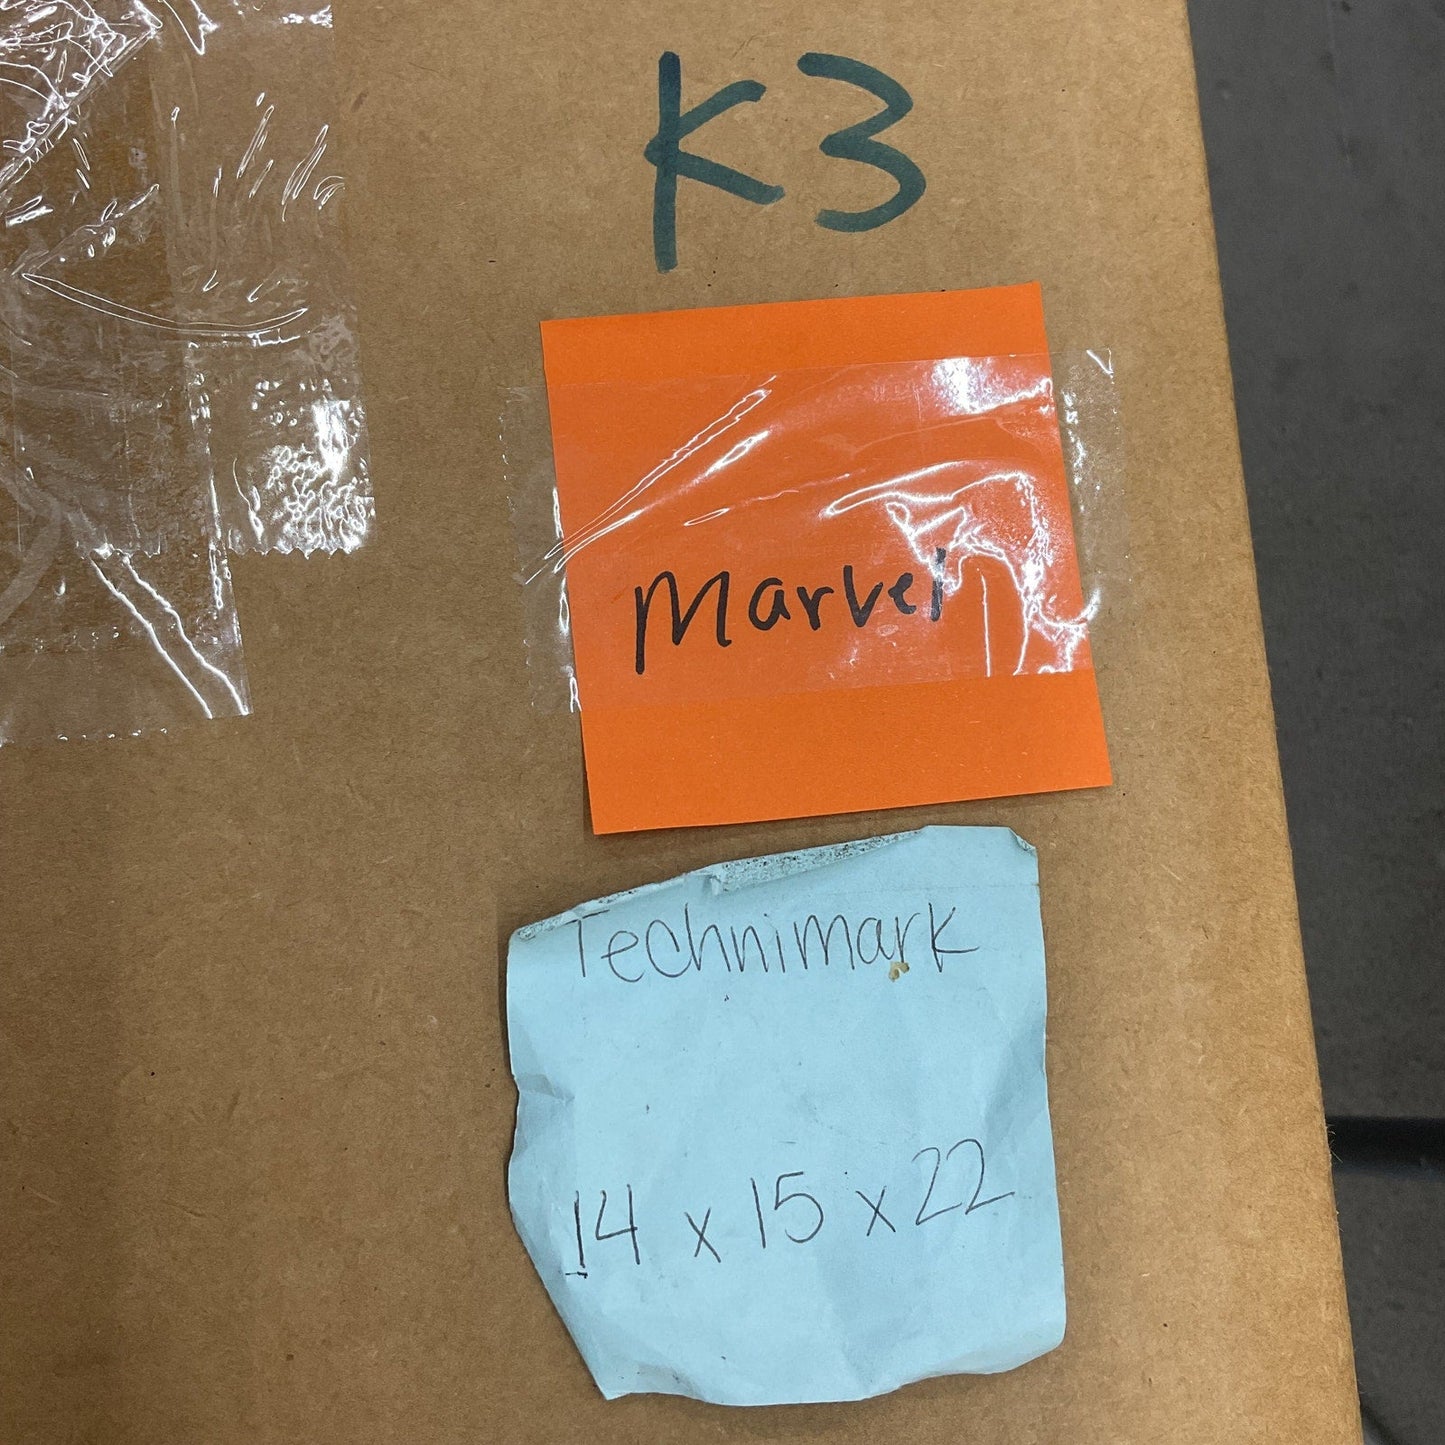 K3
Marvel
Technimark
14 x 15 x 22